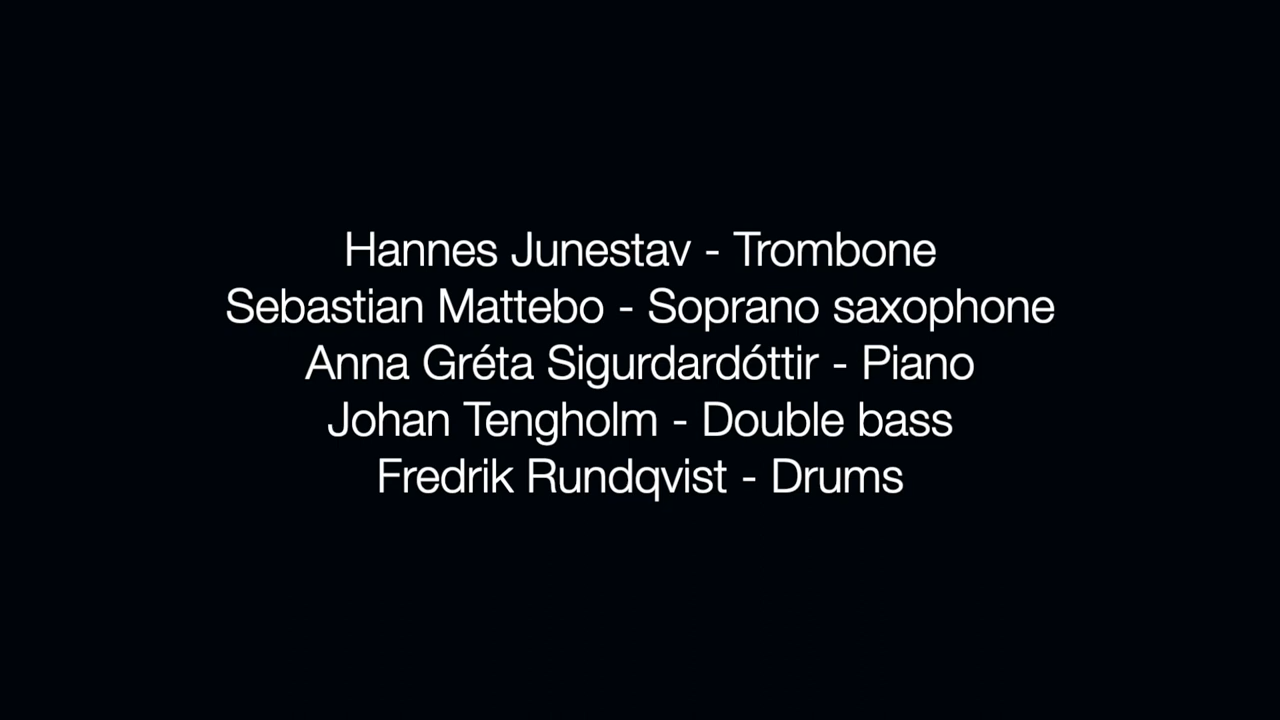 Hannes Junestav - Trombone
Sebastian Mattebo - Soprano saxophone
Anna Gréta Sigurdardóttir - Piano
Johan Tengholm - Double bass
Fredrik Rundqvist - Drums